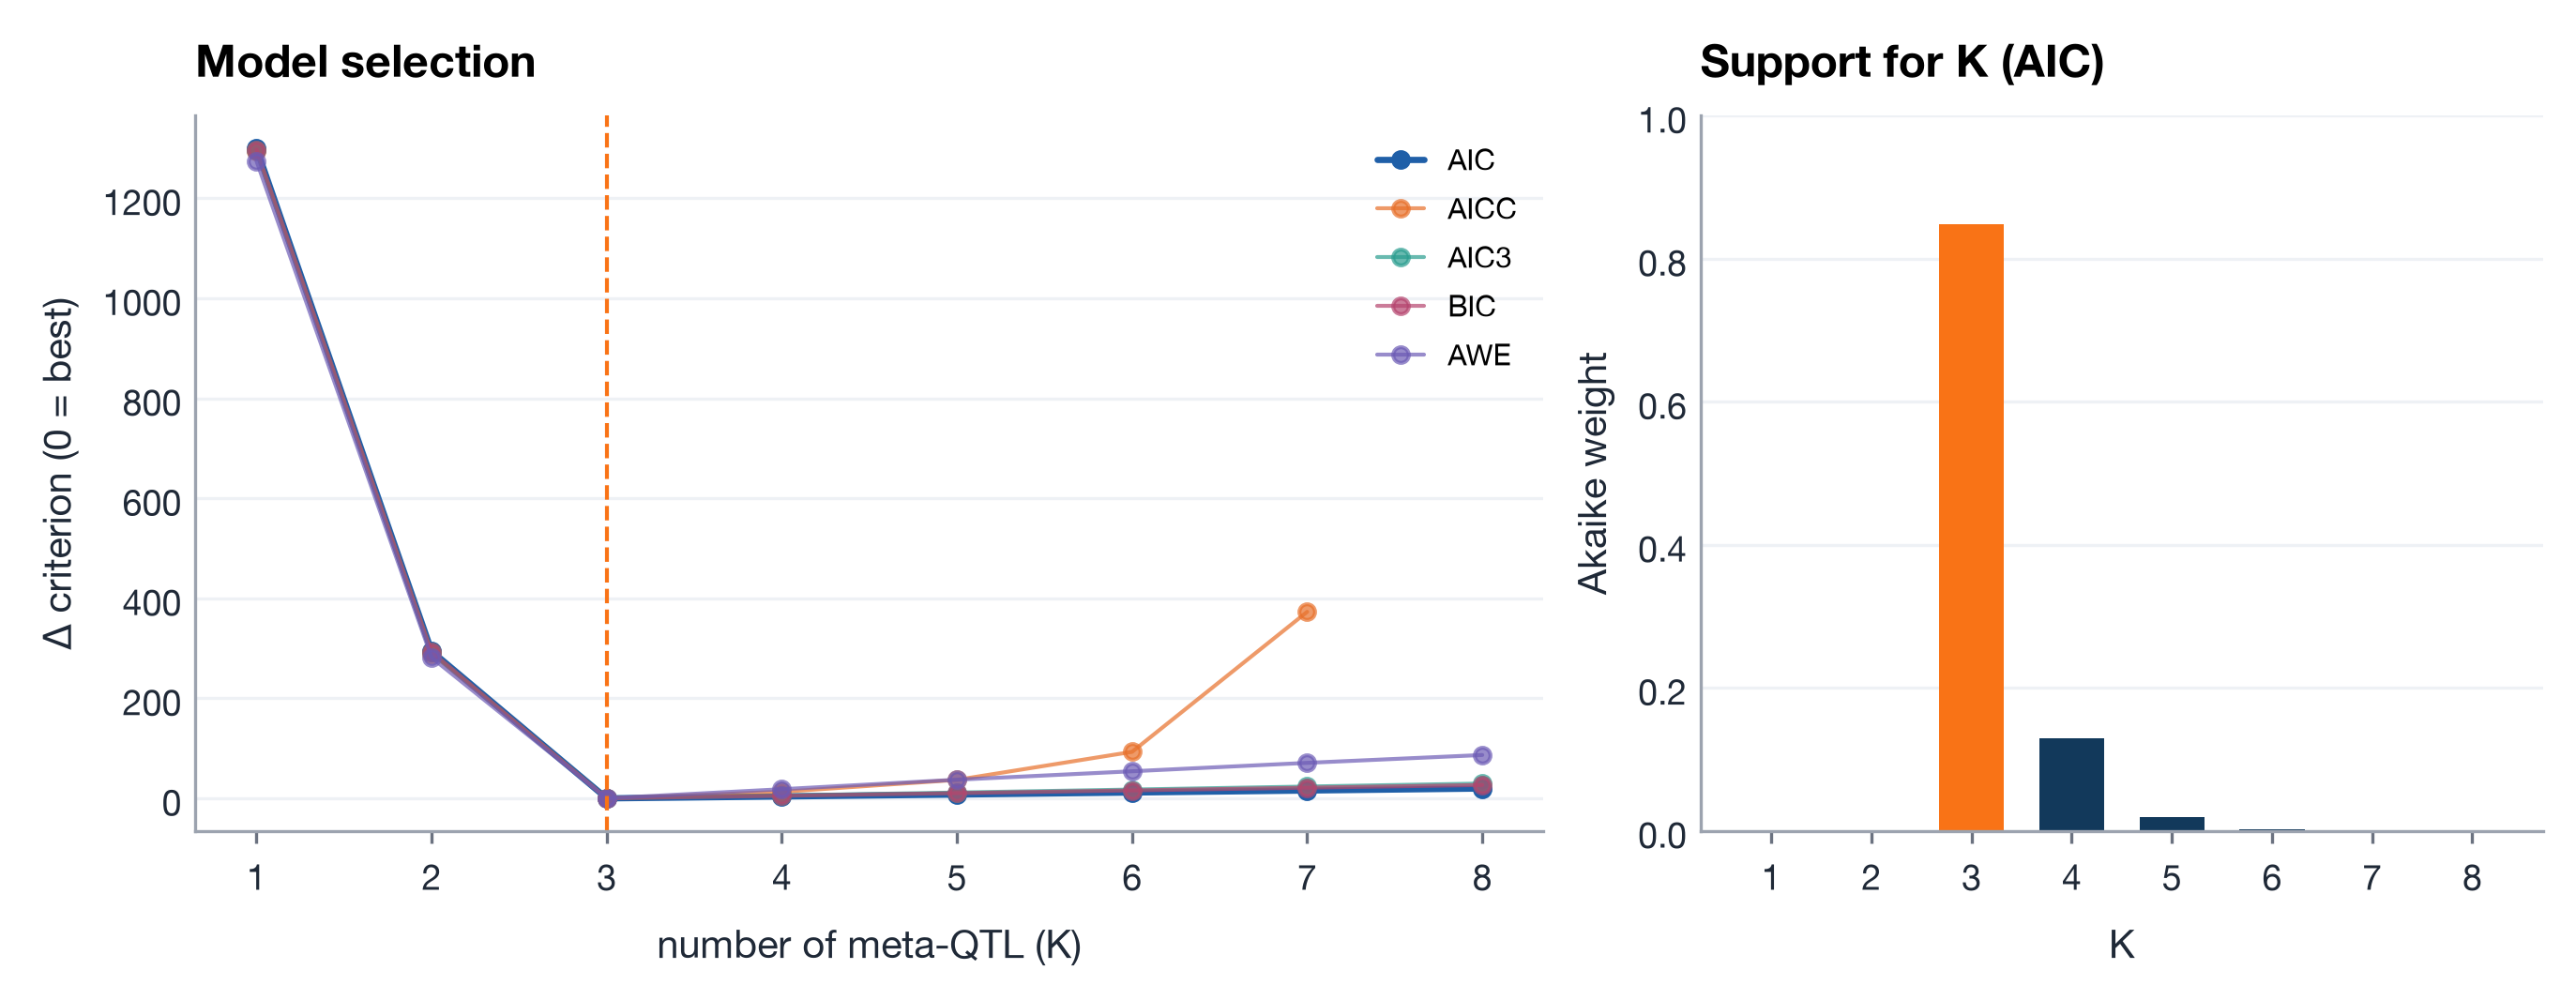 Model selection
Δ criterion (0 = best)
1200
1000
800
600
400
200
0
1 2 3 4 5 6 7 8
number of meta-QTL (K)
AIC
AICC
AIC3
BIC
AWE
Support for K (AIC)
Akaike weight
1.0
0.8
0.6
0.4
0.2
0.0
1 2 3 4 5 6 7 8
K